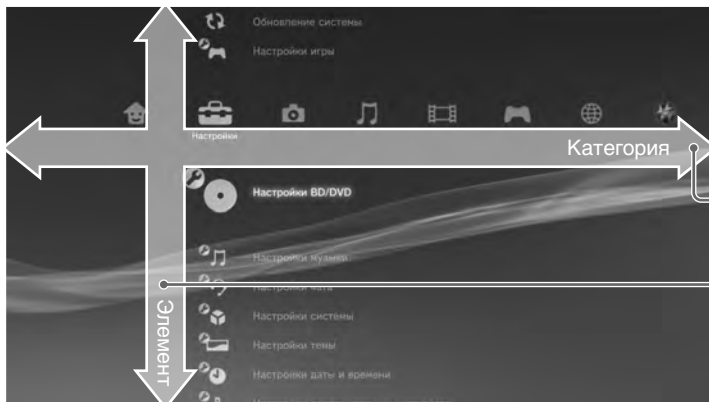 Обновление системы
Настройки игры
Настройки
Категория
Настройки BD/DVD
Настройки музыки
Настройки чата
Настройки системы
Элемент
Настройки темы
Настройки даты и времени